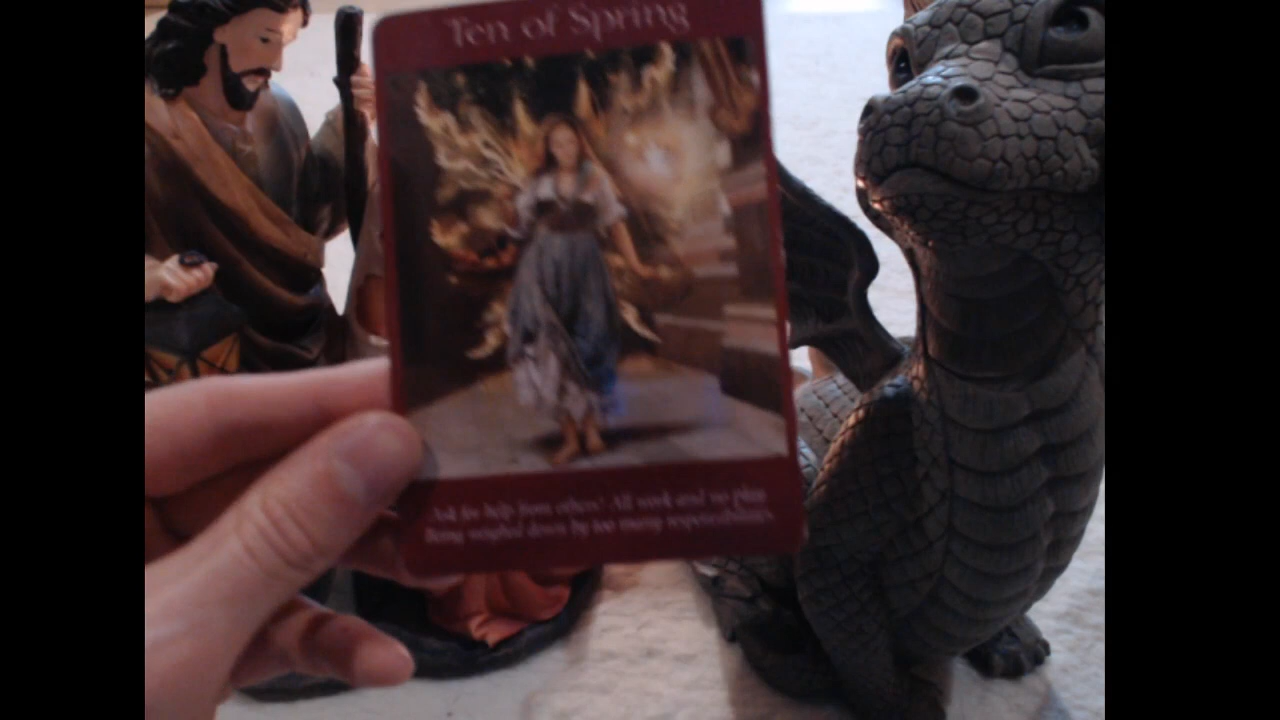 Ten of Spring
Ask for help from others! All work and no play
Being weighed down by too many responsibilities.